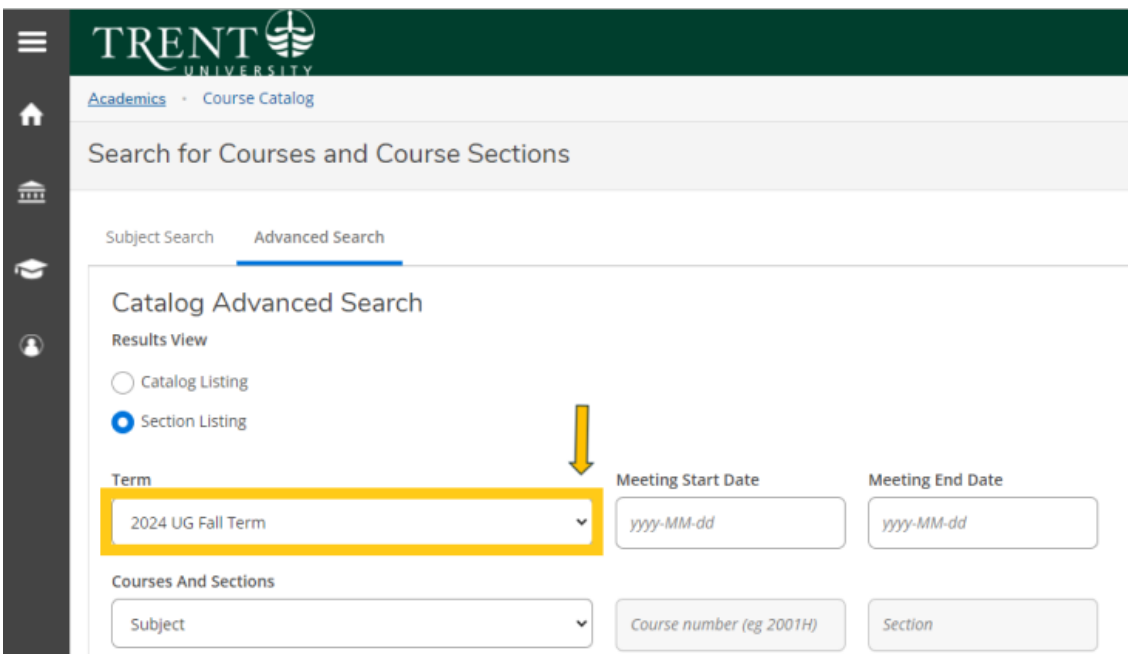 TRENT
UNIVERSITY
Academics · Course Catalog
Search for Courses and Course Sections
Subject Search Advanced Search
Catalog Advanced Search
Results View
Catalog Listing
Section Listing
Term Meeting Start Date Meeting End Date
2024 UG Fall Term yyyy-MM-dd yyyy-MM-dd
Courses And Sections
Subject Course number (eg 2001H) Section